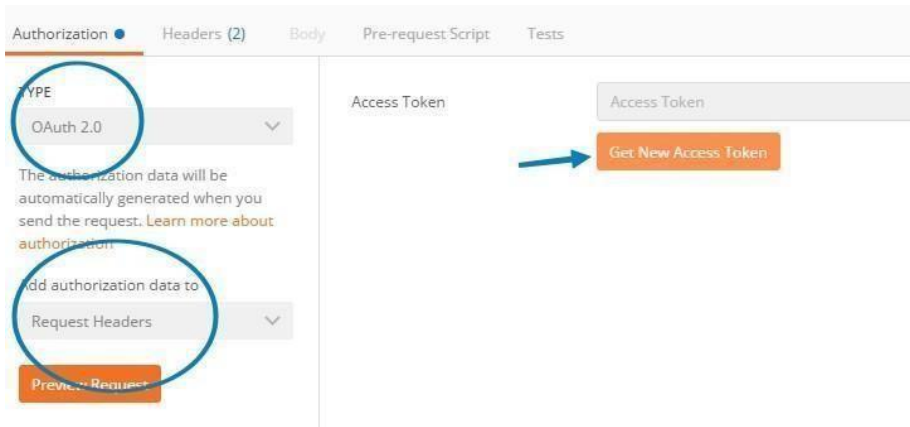 Authorization Headers (2) Body Pre-request Script Tests
TYPE
OAuth 2.0
The authorization data will be
automatically generated when you
send the request. Learn more about
authorization
Add authorization data to
Request Headers
Preview Request
Access Token Access Token
Get New Access Token